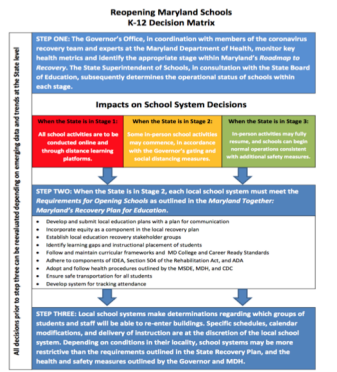 Reopening Maryland Schools
K-12 Decision Matrix
All decisions prior to step three can be reevaluated depending on emerging data and trends at the State level
STEP ONE: The Governor's Office, in coordination with members of the coronavirus
recovery team and experts at the Maryland Department of Health, monitor key
health metrics and identify the appropriate stage within Maryland's Roadmap to
Recovery. The State Superintendent of Schools, in consultation with the State Board
of Education, subsequently determines the operational status of schools within
each stage.
Impacts on School System Decisions
When the State is in Stage 1:
All school activities are to be
conducted online and
through distance learning
platforms.
When the State is in Stage 2:
Some in-person school activities
may commence, in accordance
with the Governor's gating and
social distancing measures.
When the State is in Stage 3:
In-person activities may fully
resume, and schools can begin
normal operations consistent
with additional safety measures.
STEP TWO: When the State is in Stage 2, each local school system must meet the
Requirements for Opening Schools as outlined in the Maryland Together:
Maryland's Recovery Plan for Education.
• Develop and submit local education plans with a plan for communication
• Incorporate equity as a component in the local recovery plan
• Establish local education recovery stakeholder groups
• Identify learning gaps and instructional placement of students
• Follow and maintain curricular frameworks and MD College and Career Ready Standards
• Adhere to components of IDEA, Section 504 of the Rehabilitation Act, and ADA
• Adopt and follow health procedures outlined by the MSDE, MDH, and CDC
• Ensure safe transportation for all students
• Develop system for tracking attendance
STEP THREE: Local school systems make determinations regarding which groups of
students and staff will be able to re-enter buildings. Specific schedules, calendar
modifications, and delivery of instruction are at the discretion of the local school
system. Depending on conditions in their locality, school systems may be more
restrictive than the requirements outlined in the State Recovery Plan, and the
health and safety measures outlined by the Governor and MDH.